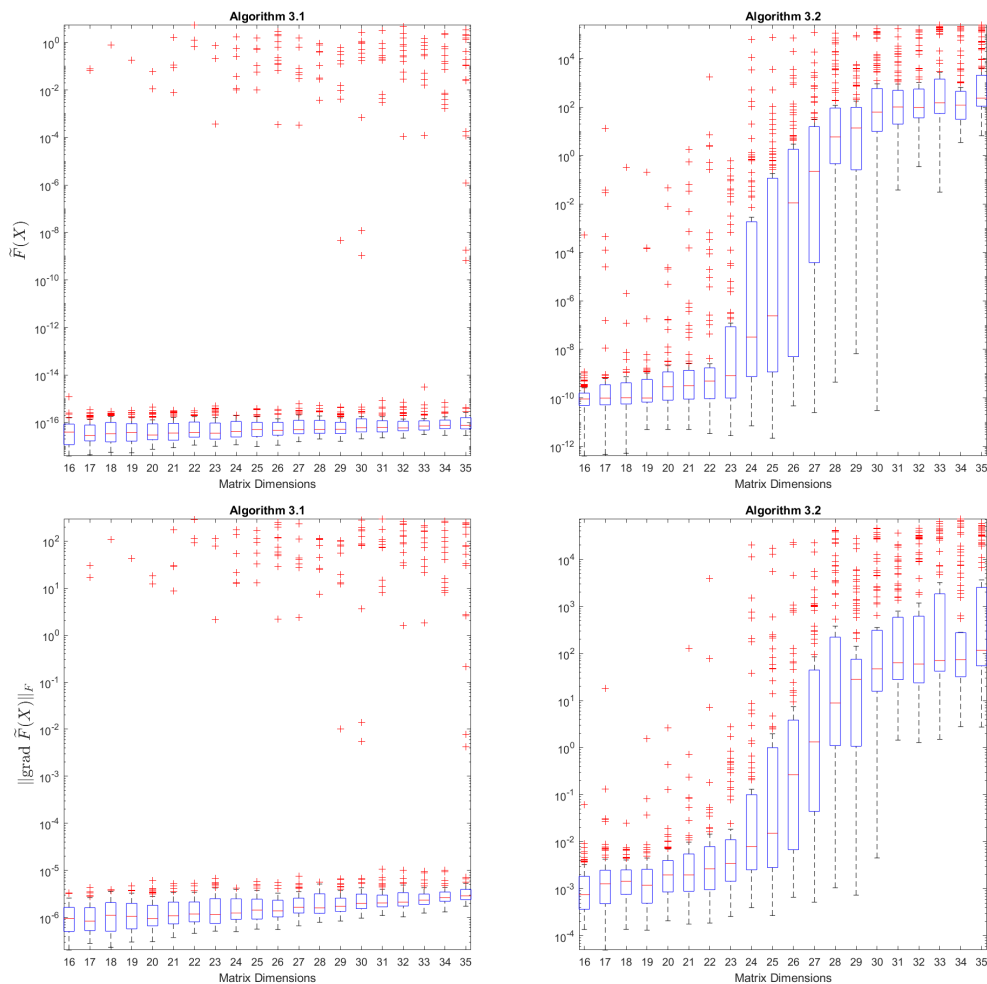 Algorithm 3.1
10^0
10^-2
10^-4
10^-6
10^-8
10^-10
10^-12
10^-14
10^-16
F̃(X)
16 17 18 19 20 21 22 23 24 25 26 27 28 29 30 31 32 33 34 35
Matrix Dimensions
Algorithm 3.2
10^4
10^2
10^0
10^-2
10^-4
10^-6
10^-8
10^-10
10^-12
16 17 18 19 20 21 22 23 24 25 26 27 28 29 30 31 32 33 34 35
Matrix Dimensions
Algorithm 3.1
10^2
10^1
10^0
10^-1
10^-2
10^-3
10^-4
10^-5
10^-6
||grad F̃(X)||_F
16 17 18 19 20 21 22 23 24 25 26 27 28 29 30 31 32 33 34 35
Matrix Dimensions
Algorithm 3.2
10^4
10^3
10^2
10^1
10^0
10^-1
10^-2
10^-3
10^-4
16 17 18 19 20 21 22 23 24 25 26 27 28 29 30 31 32 33 34 35
Matrix Dimensions